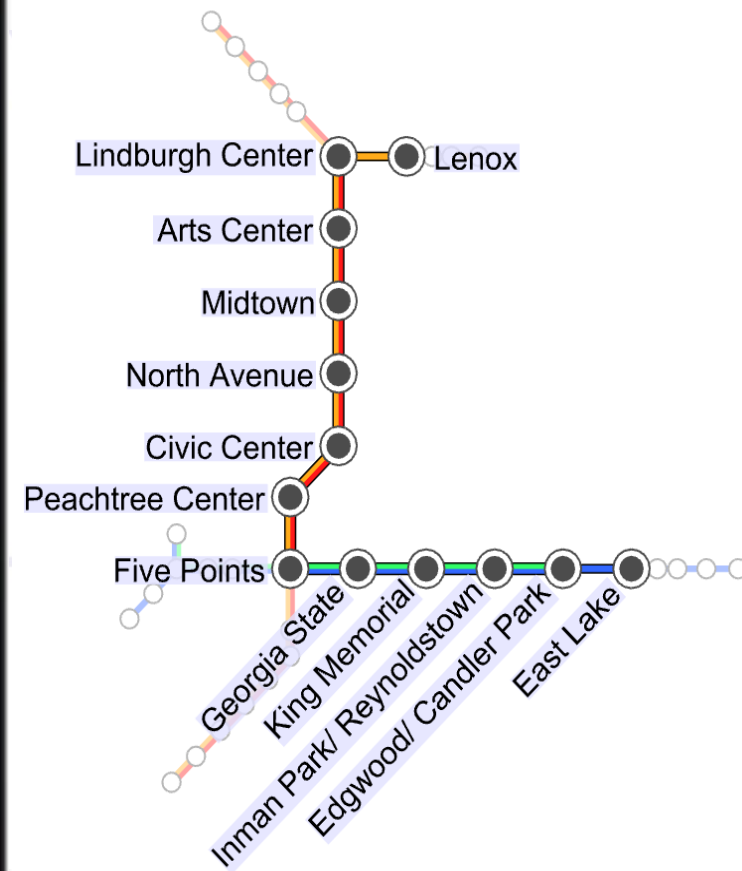 Lindburgh Center
Lenox
Arts Center
Midtown
North Avenue
Civic Center
Peachtree Center
Five Points
Georgia State
King Memorial
Inman Park/ Reynoldstown
Edgwood/ Candler Park
East Lake